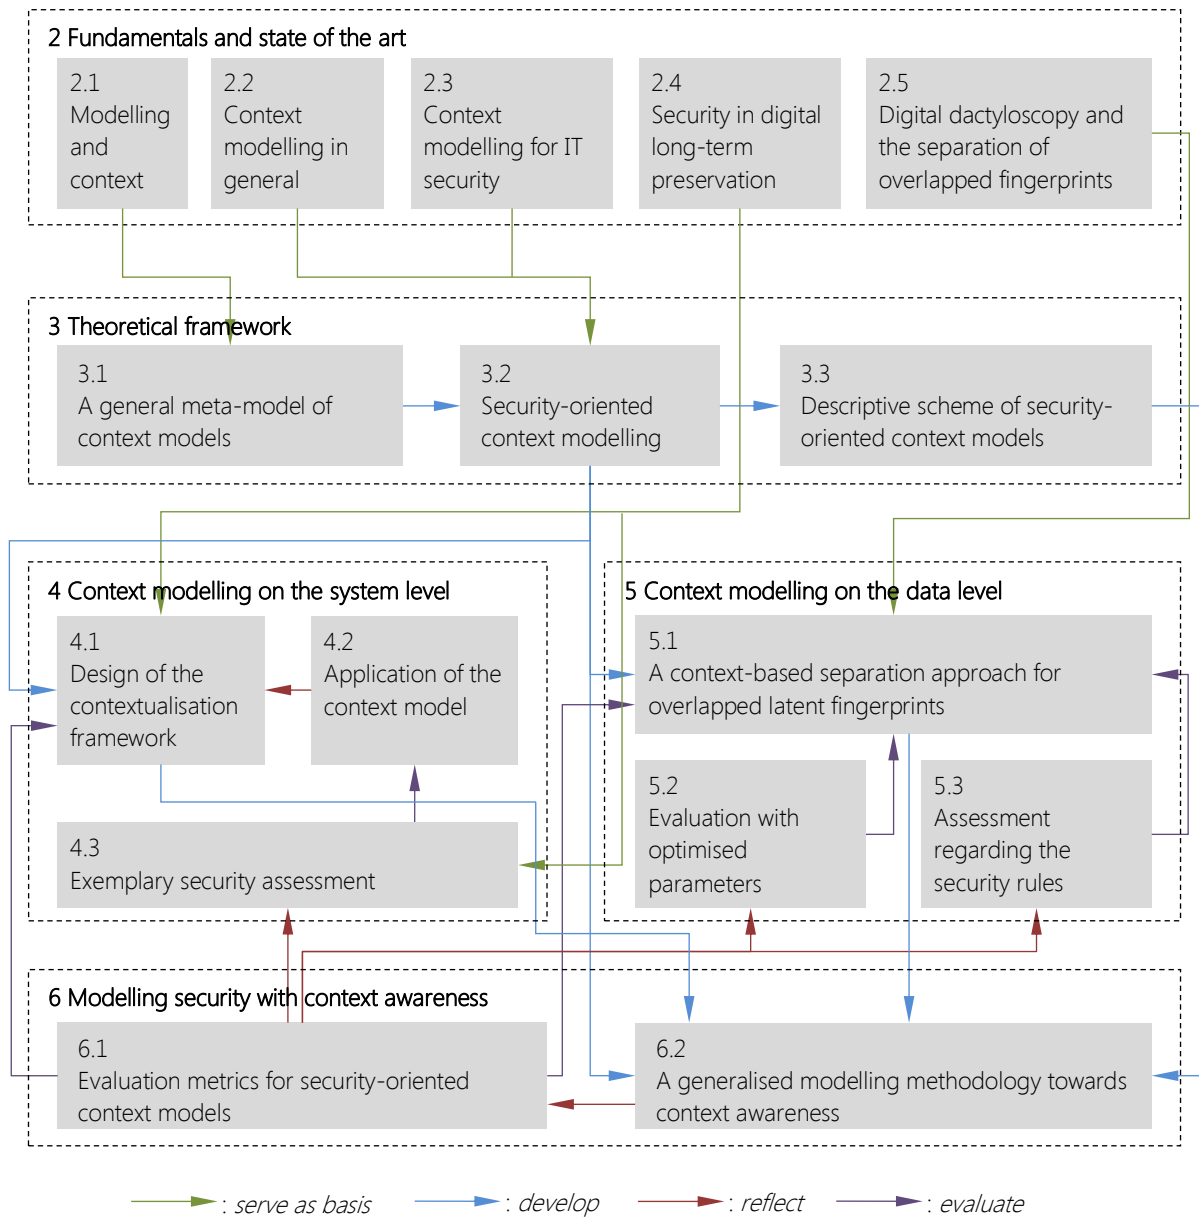 2 Fundamentals and state of the art
2.1
Modelling
and
context
2.2
Context
modelling in
general
2.3
Context
modelling for IT
security
2.4
Security in digital
long-term
preservation
2.5
Digital dactyloscopy and
the separation of
overlapped fingerprints
3 Theoretical framework
3.1
A general meta-model of
context models
3.2
Security-oriented
context modelling
3.3
Descriptive scheme of security-
oriented context models
4 Context modelling on the system level
4.1
Design of the
contextualisation
framework
4.2
Application of the
context model
4.3
Exemplary security assessment
5 Context modelling on the data level
5.1
A context-based separation approach for
overlapped latent fingerprints
5.2
Evaluation with
optimised
parameters
5.3
Assessment
regarding the
security rules
6 Modelling security with context awareness
6.1
Evaluation metrics for security-oriented
context models
6.2
A generalised modelling methodology towards
context awareness
: serve as basis
: develop
: reflect
: evaluate